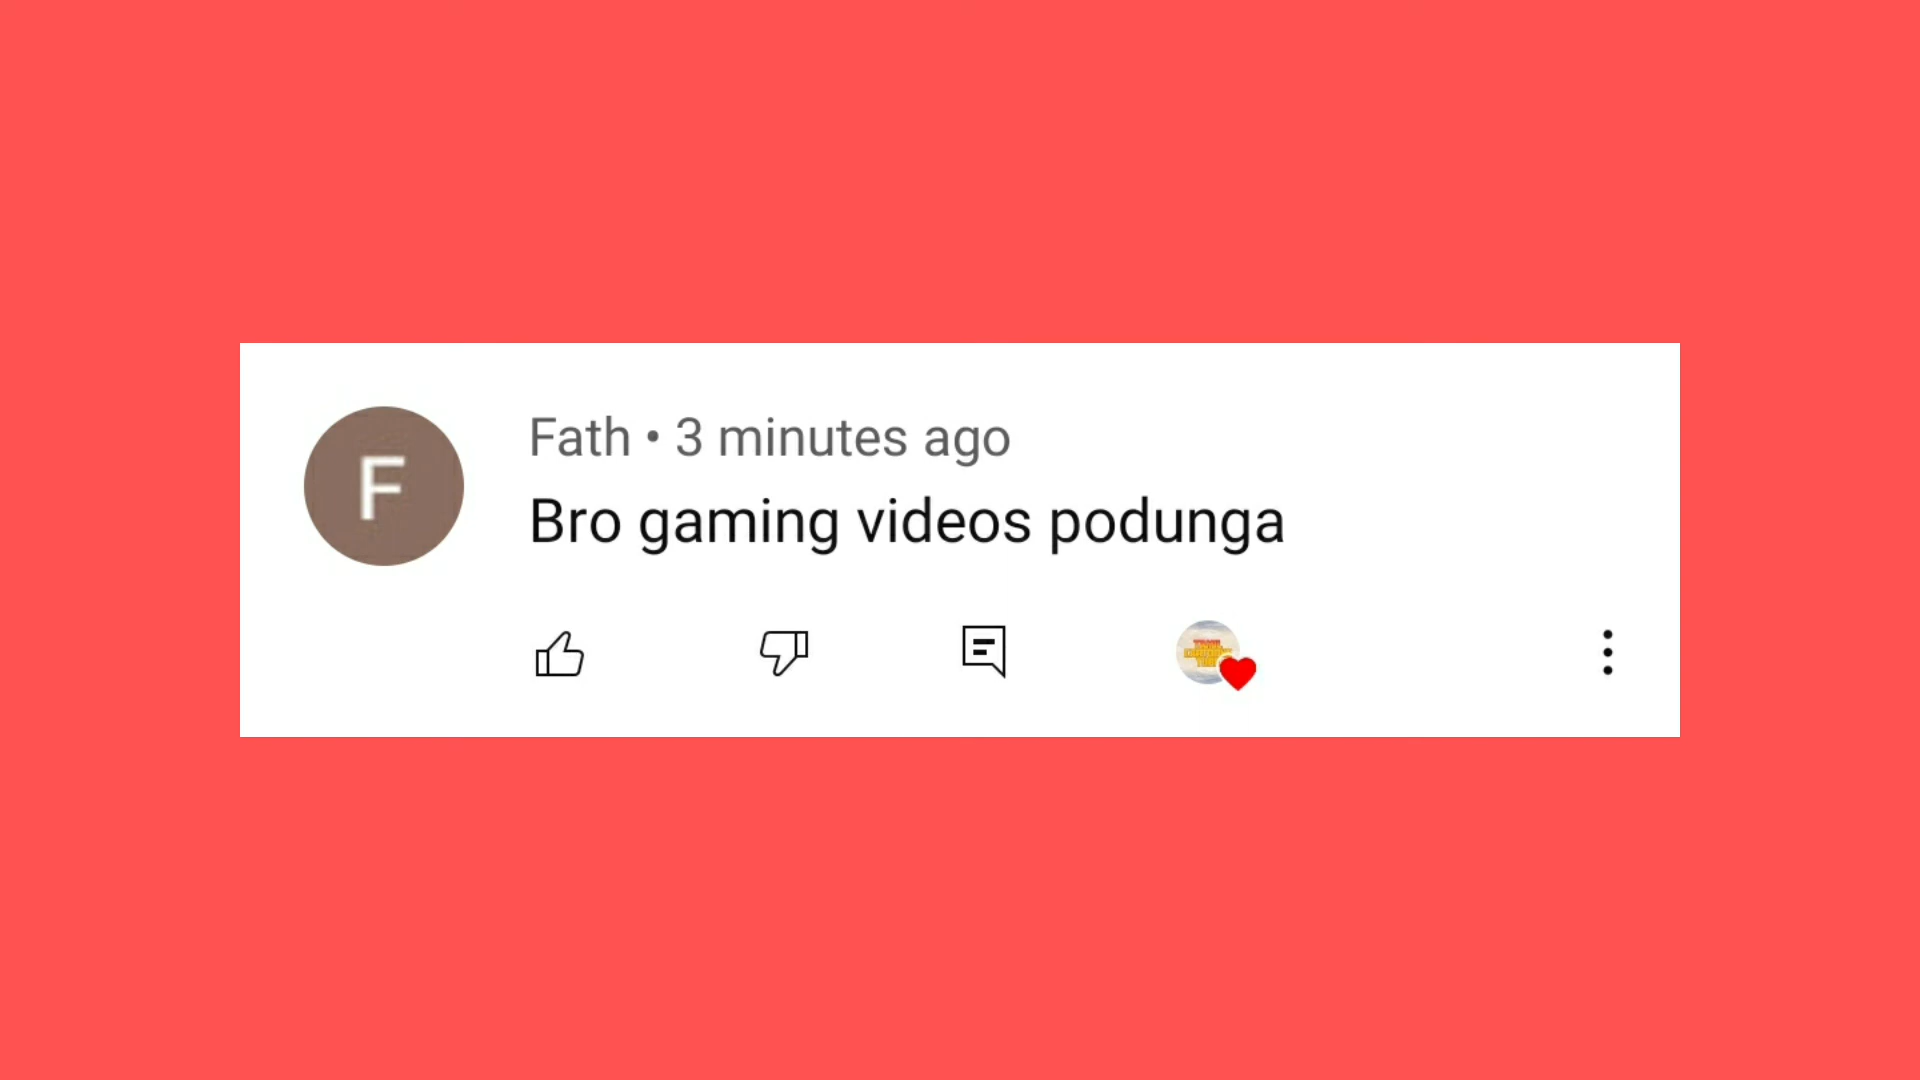 F
Fath • 3 minutes ago
Bro gaming videos podunga